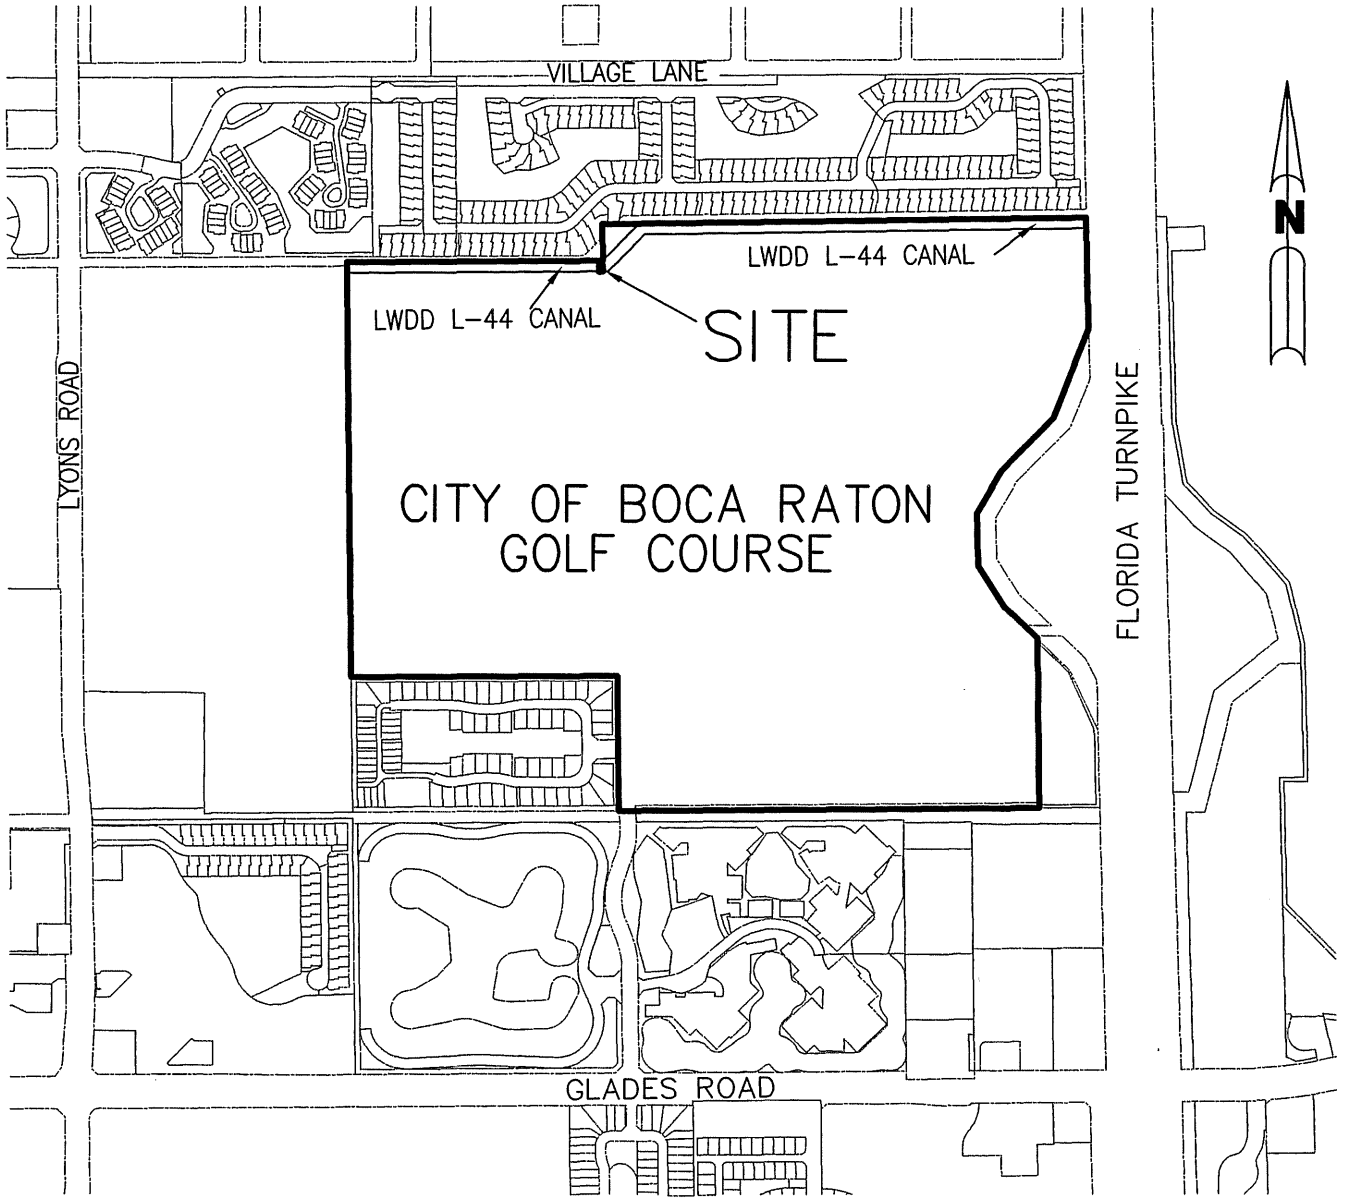 VILLAGE LANE
N
LWDD L-44 CANAL
LWDD L-44 CANAL
SITE
LYONS ROAD
FLORIDA TURNPIKE
CITY OF BOCA RATON
GOLF COURSE
GLADES ROAD